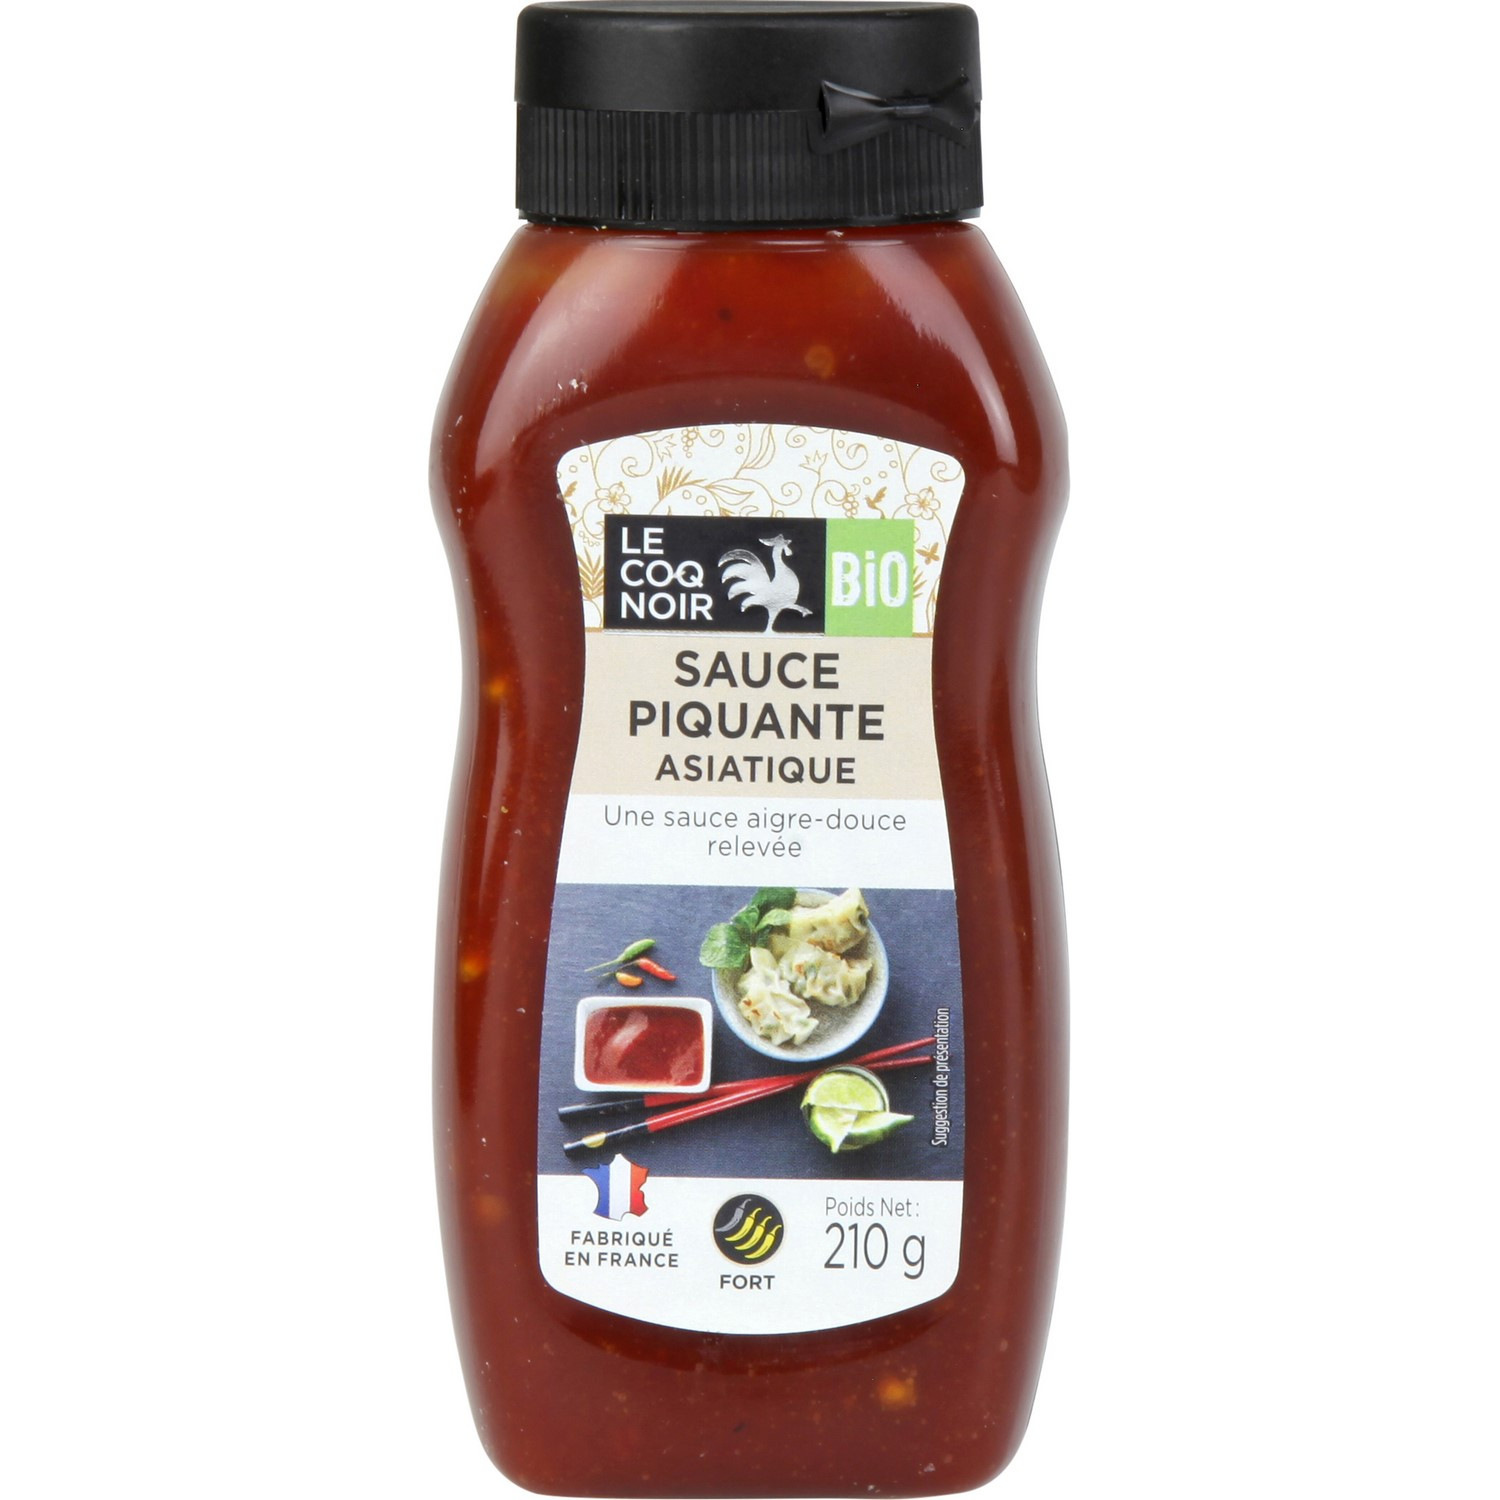 LE
COQ
NOIR
BiO
SAUCE
PIQUANTE
ASIATIQUE
Une sauce aigre-douce
relevée
Suggestion de présentation
FABRIQUÉ
EN FRANCE
FORT
Poids Net :
210 g